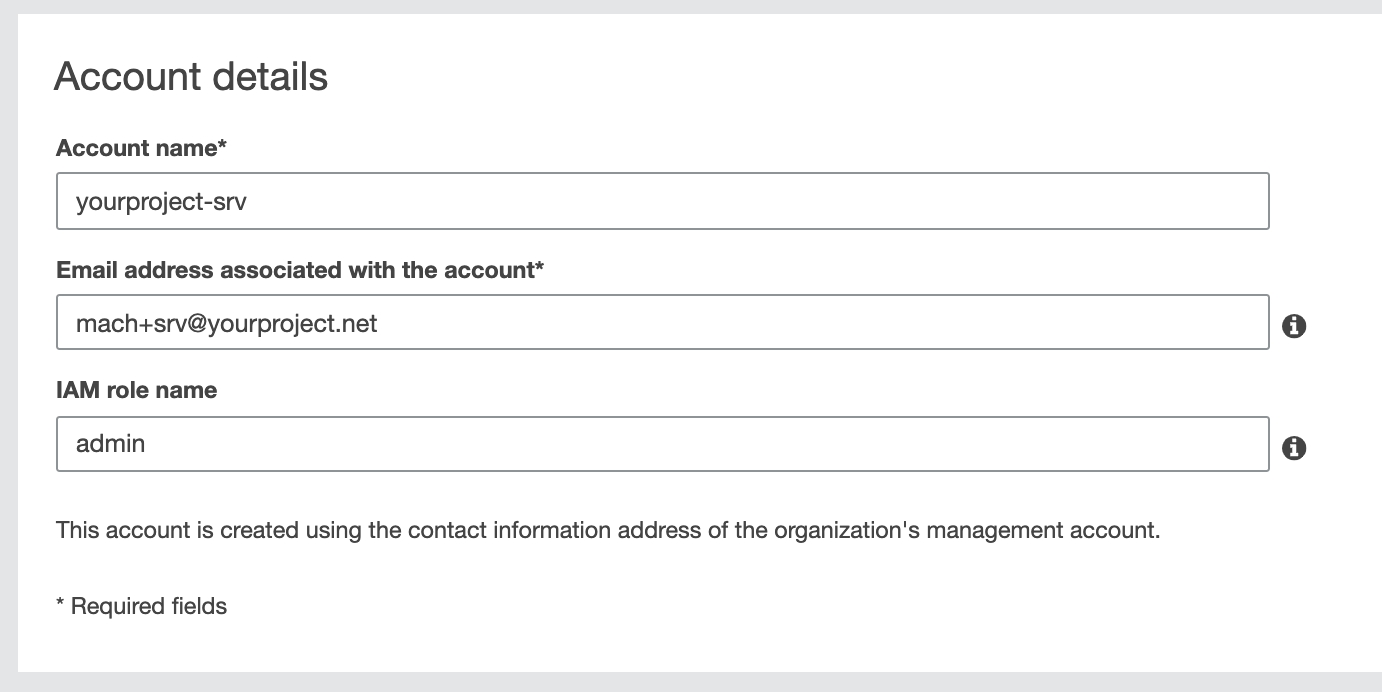 Account details
Account name*
yourproject-srv
Email address associated with the account*
mach+srv@yourproject.net
IAM role name
admin
This account is created using the contact information address of the organization's management account.
* Required fields